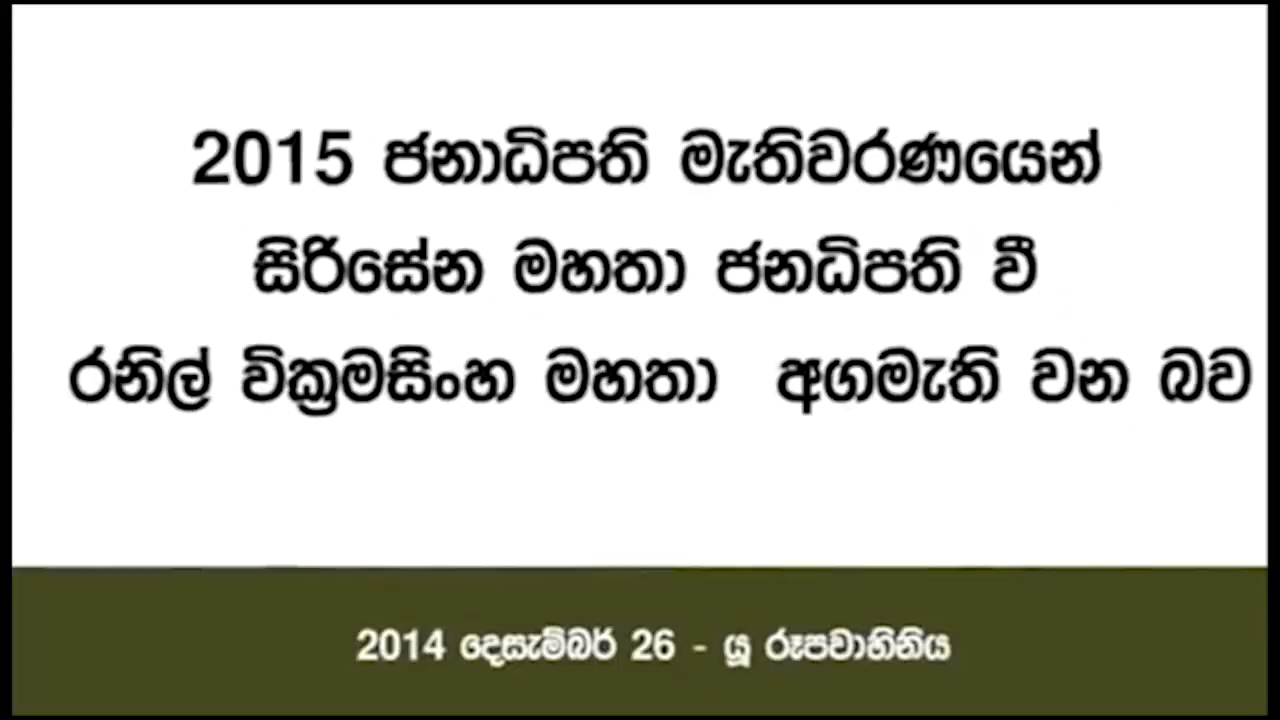 2015 ජනාධිපති මැතිවරණයෙන්
සිරිසේන මහතා ජනධිපති වී
රනිල් වික්‍රමසිංහ මහතා අගමැති වන බව
2014 දෙසැම්බර් 26 - යූ රූපවාහිනිය